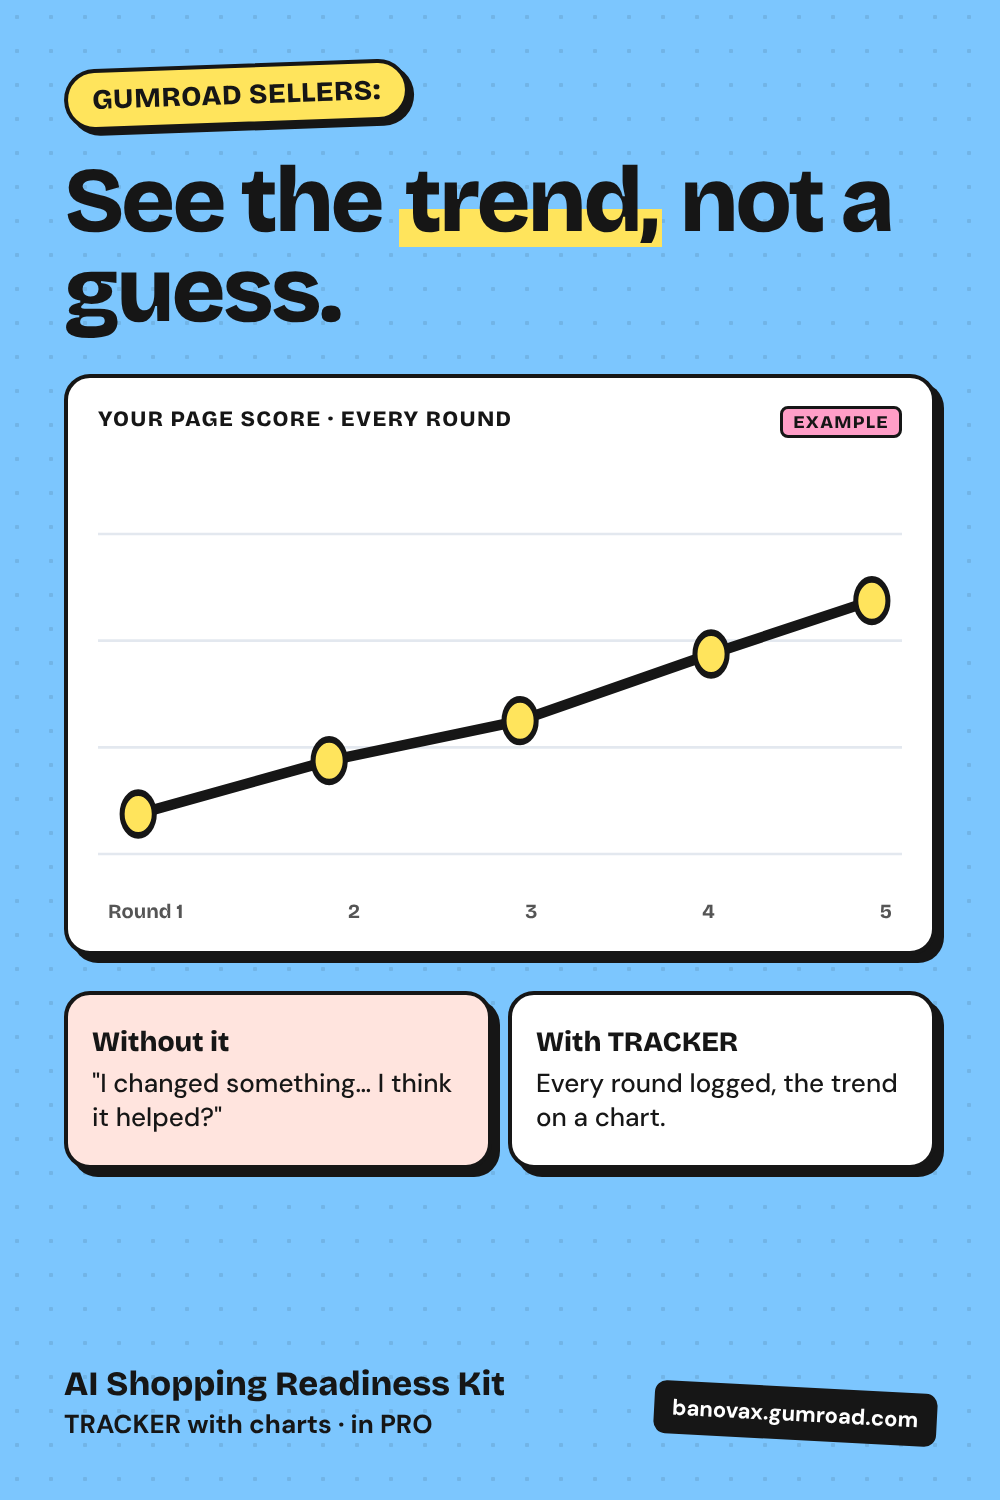 GUMROAD SELLERS:
See the trend, not a
guess.
YOUR PAGE SCORE · EVERY ROUND
EXAMPLE
Round 1 2 3 4 5
Without it
"I changed something... I think
it helped?"
With TRACKER
Every round logged, the trend
on a chart.
AI Shopping Readiness Kit
TRACKER with charts · in PRO
banovax.gumroad.com